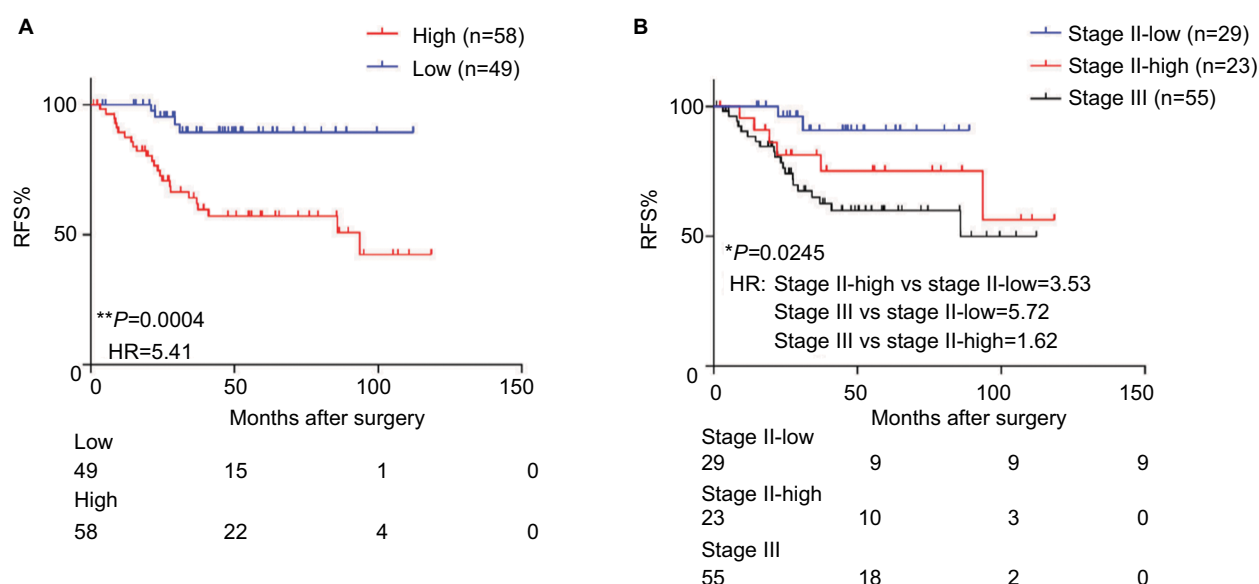 A
High (n=58)
Low (n=49)
RFS%
100
50
0
0 50 100 150
**P=0.0004
HR=5.41
Months after surgery
Low
49 15 1 0
High
58 22 4 0
B
Stage II-low (n=29)
Stage II-high (n=23)
Stage III (n=55)
RFS%
100
50
0
0 50 100 150
*P=0.0245
HR: Stage II-high vs stage II-low=3.53
Stage III vs stage II-low=5.72
Stage III vs stage II-high=1.62
Months after surgery
Stage II-low
29 9 9 9
Stage II-high
23 10 3 0
Stage III
55 18 2 0